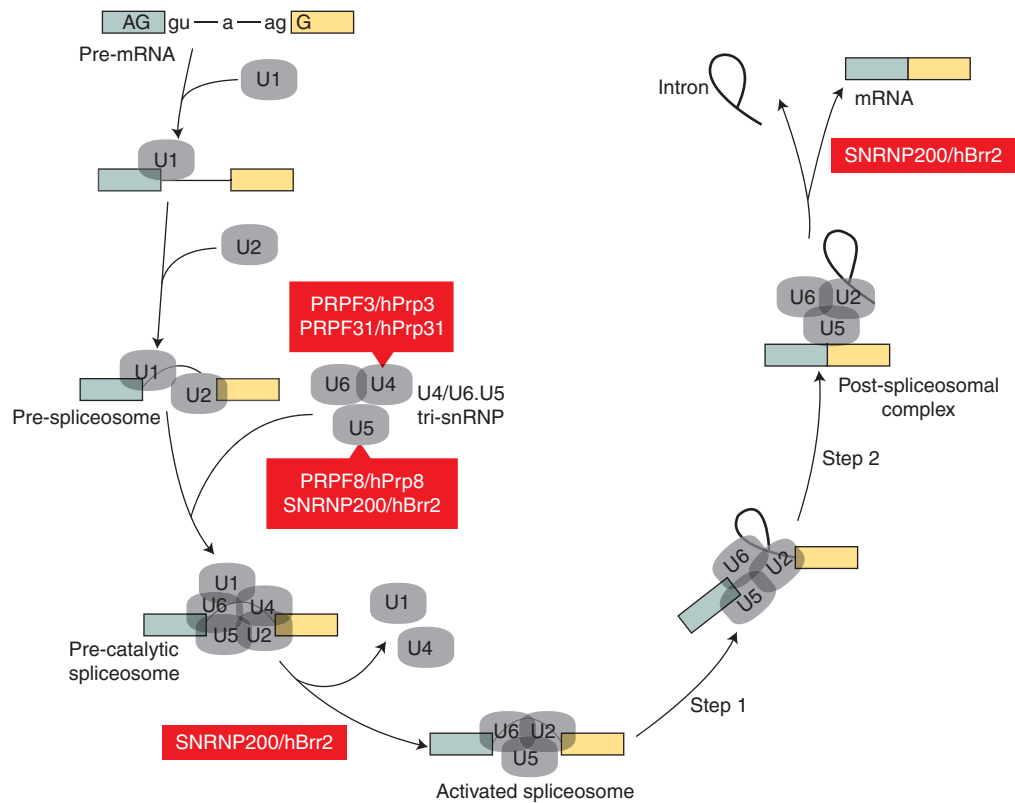 AG gu — a — ag G
Pre-mRNA
U1
U1
U2
U1
U2
Pre-spliceosome
PRPF3/hPrp3
PRPF31/hPrp31
U6 U4
U5
U4/U6.U5
tri-snRNP
PRPF8/hPrp8
SNRNP200/hBrr2
U1
U6 U4
U5 U2
Pre-catalytic
spliceosome
U1
U4
SNRNP200/hBrr2
U6 U2
U5
Activated spliceosome
Step 1
U6 U2
U5
Step 2
U6 U2
U5
Post-spliceosomal
complex
SNRNP200/hBrr2
Intron
mRNA